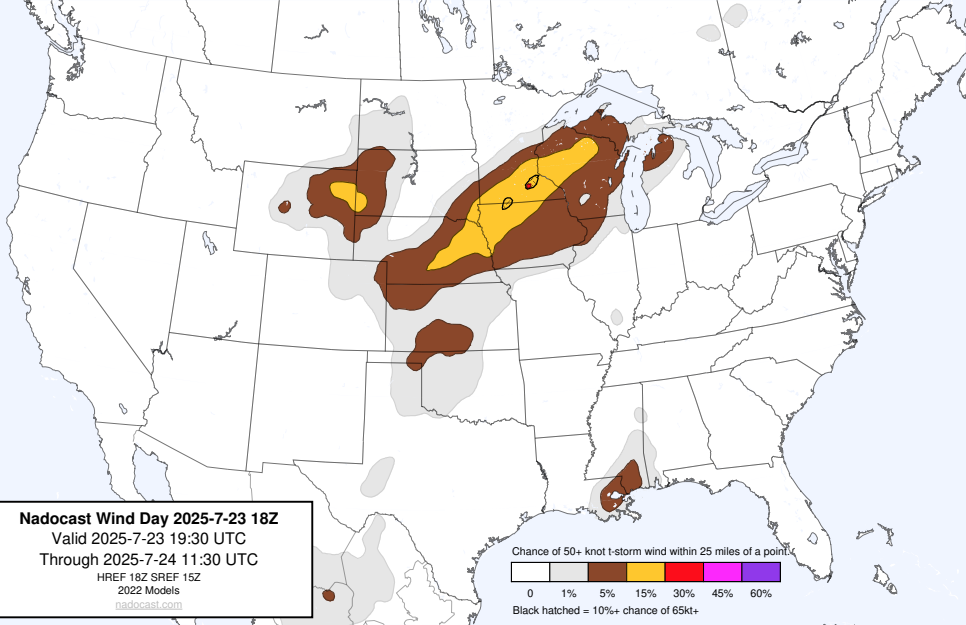 Nadocast Wind Day 2025-7-23 18Z
Valid 2025-7-23 19:30 UTC
Through 2025-7-24 11:30 UTC
HREF 18Z SREF 15Z
2022 Models
nadocast.com
Chance of 50+ knot t-storm wind within 25 miles of a point.
0 1% 5% 15% 30% 45% 60%
Black hatched = 10%+ chance of 65kt+